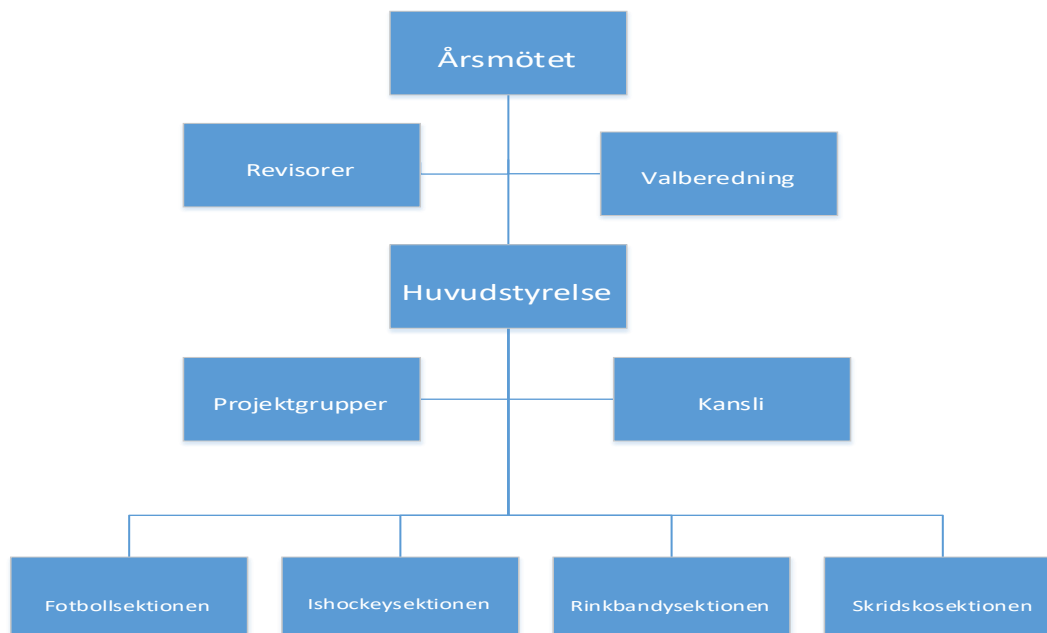 Årsmötet
Revisorer
Valberedning
Huvudstyrelse
Projektgrupper
Kansli
Fotbollsektionen
Ishockeysektionen
Rinkbandysektionen
Skridskosektionen